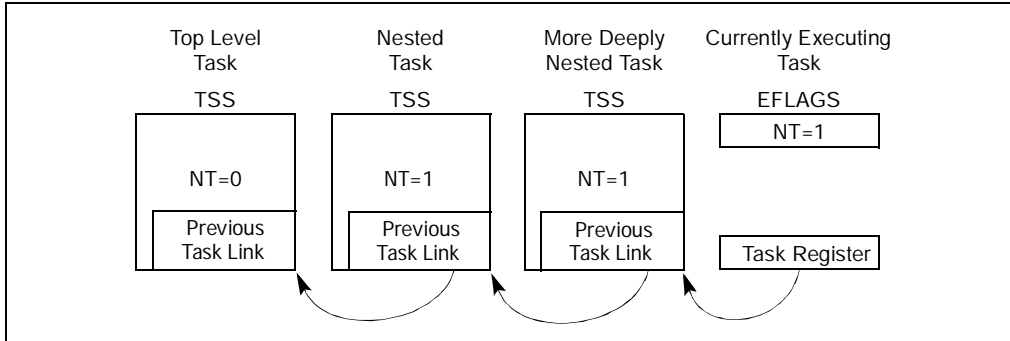 Top Level
Task
Nested
Task
More Deeply
Nested Task
Currently Executing
Task
TSS
TSS
TSS
EFLAGS
NT=1
NT=0
NT=1
NT=1
Previous
Task Link
Previous
Task Link
Previous
Task Link
Task Register